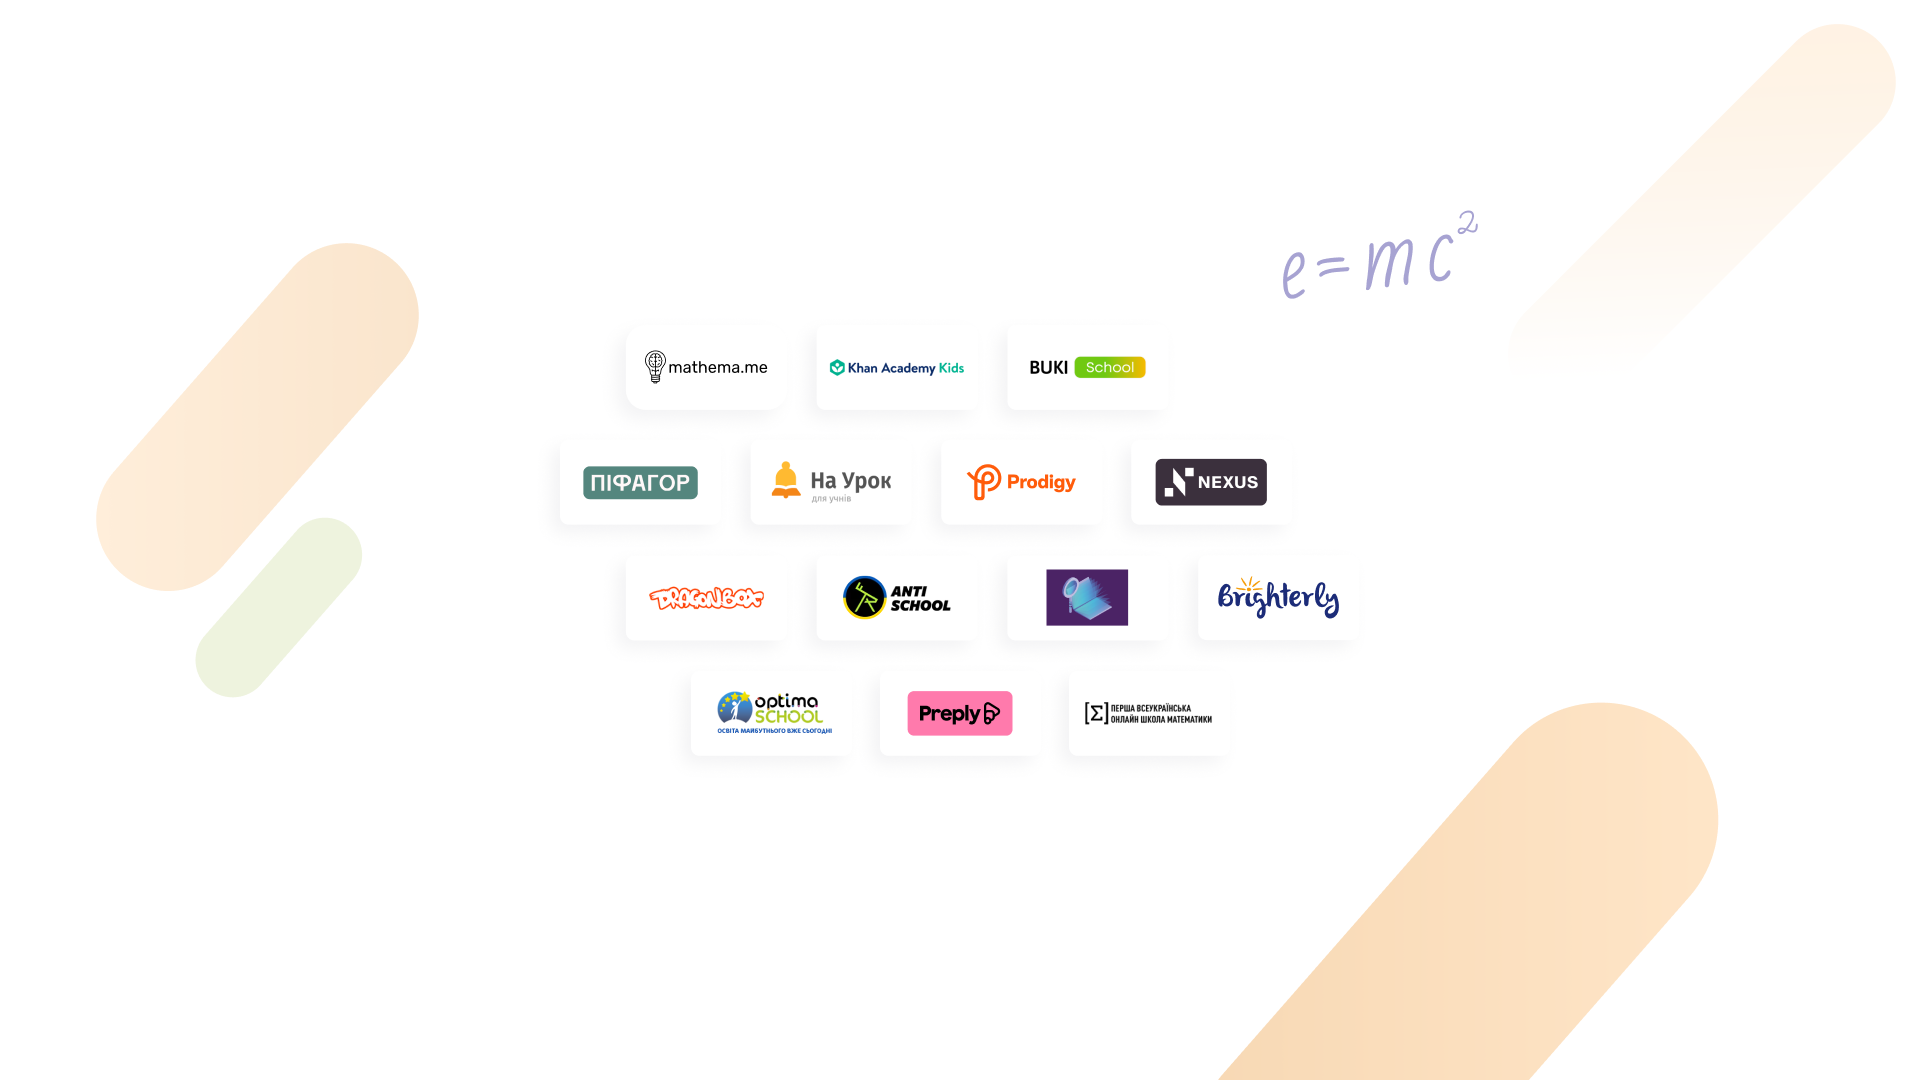 e=mc²
mathema.me
Khan Academy Kids
BUKI School
ПІФАГОР
На Урок
для учнів
Prodigy
NEXUS
DRAGONBOX
ANTI
SCHOOL
Brighterly
optima
SCHOOL
ОСВІТА МАЙБУТНЬОГО ВЖЕ СЬОГОДНІ
Preply
[Σ] ПЕРША ВСЕУКРАЇНСЬКА
ОНЛАЙН ШКОЛА МАТЕМАТИКИ